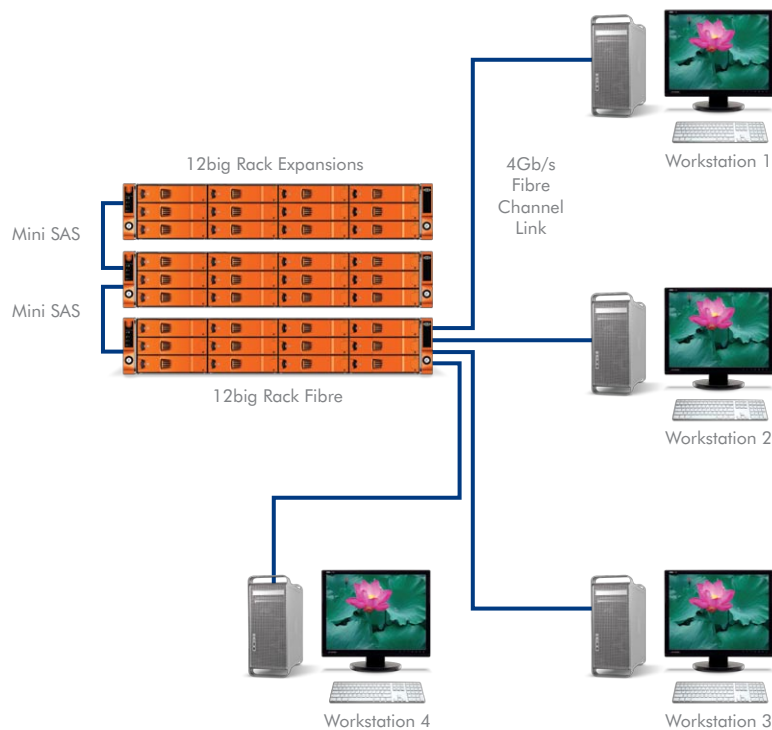 Workstation 1
12big Rack Expansions
4Gb/s
Fibre
Channel
Link
Mini SAS
Mini SAS
12big Rack Fibre
Workstation 2
Workstation 4
Workstation 3